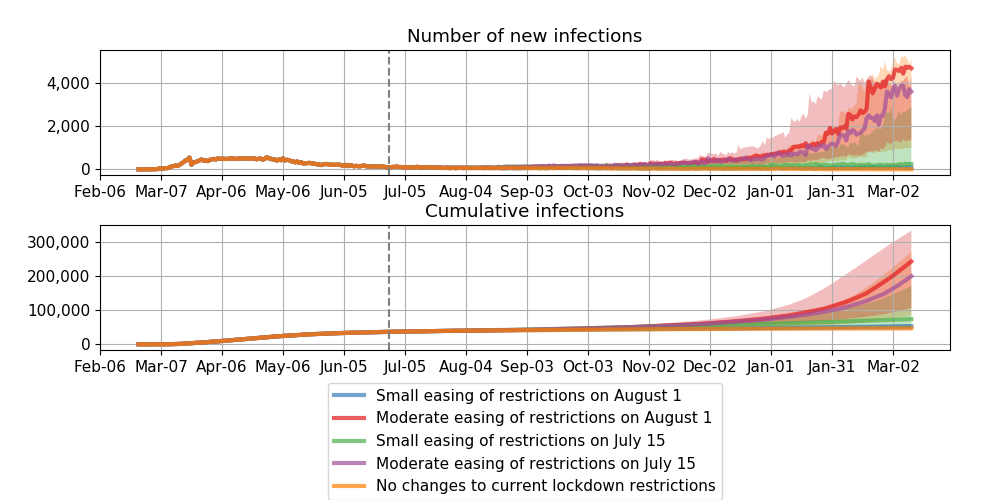 Number of new infections
4,000
2,000
0
Feb-06 Mar-07 Apr-06 May-06 Jun-05 Jul-05 Aug-04 Sep-03 Oct-03 Nov-02 Dec-02 Jan-01 Jan-31 Mar-02
Cumulative infections
300,000
200,000
100,000
0
Feb-06 Mar-07 Apr-06 May-06 Jun-05 Jul-05 Aug-04 Sep-03 Oct-03 Nov-02 Dec-02 Jan-01 Jan-31 Mar-02
Small easing of restrictions on August 1
Moderate easing of restrictions on August 1
Small easing of restrictions on July 15
Moderate easing of restrictions on July 15
No changes to current lockdown restrictions